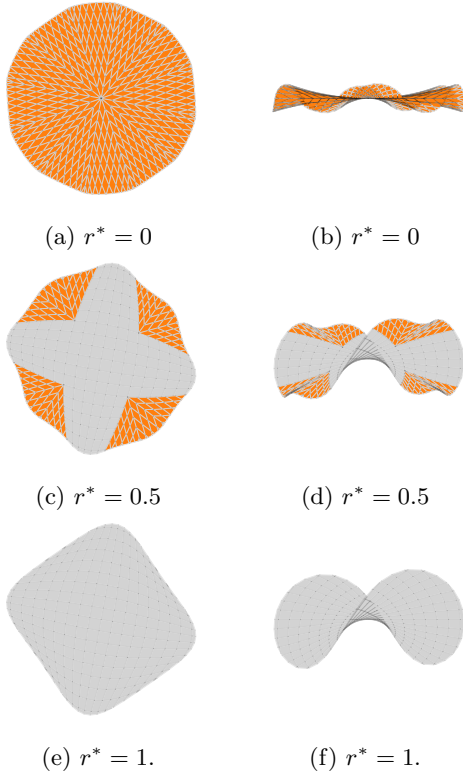 (a) r* = 0
(b) r* = 0
(c) r* = 0.5
(d) r* = 0.5
(e) r* = 1.
(f) r* = 1.